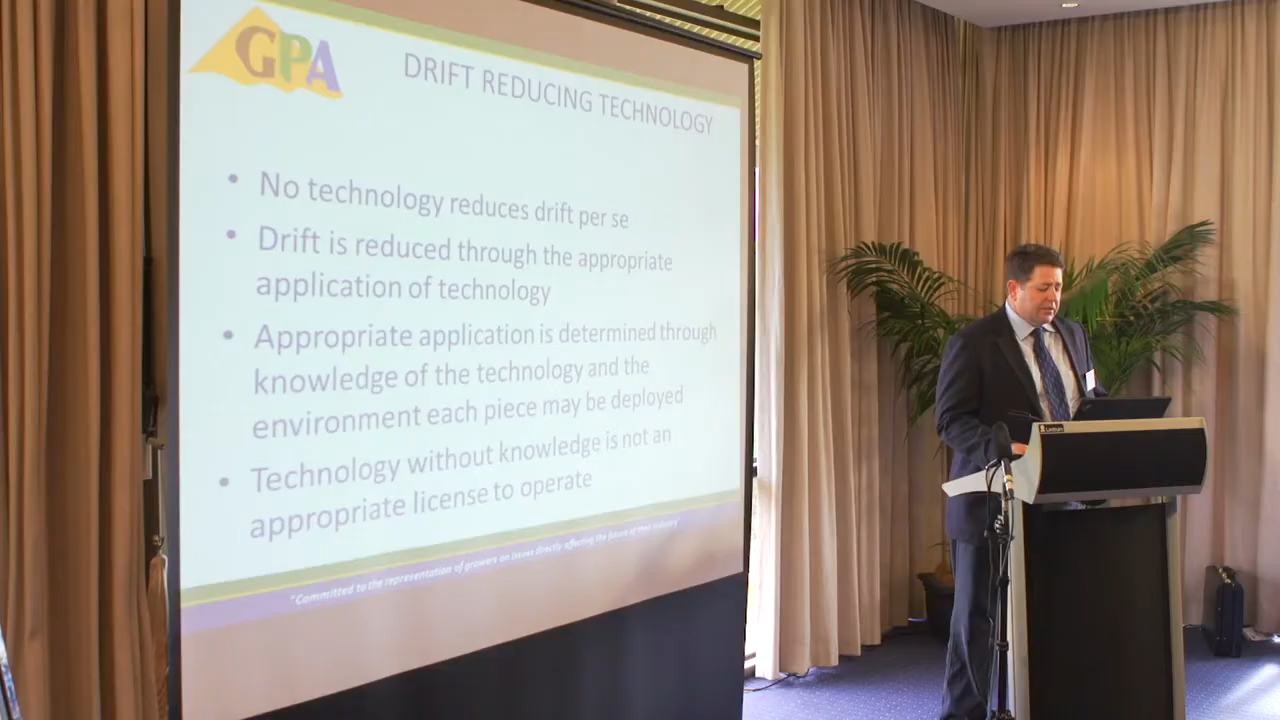 GPA
DRIFT REDUCING TECHNOLOGY
• No technology reduces drift per se
• Drift is reduced through the appropriate
application of technology
• Appropriate application is determined through
knowledge of the technology and the
environment each piece may be deployed
• Technology without knowledge is not an
appropriate license to operate
"Committed to the representation of growers on issues directly affecting the future of their industry"
Lectrum